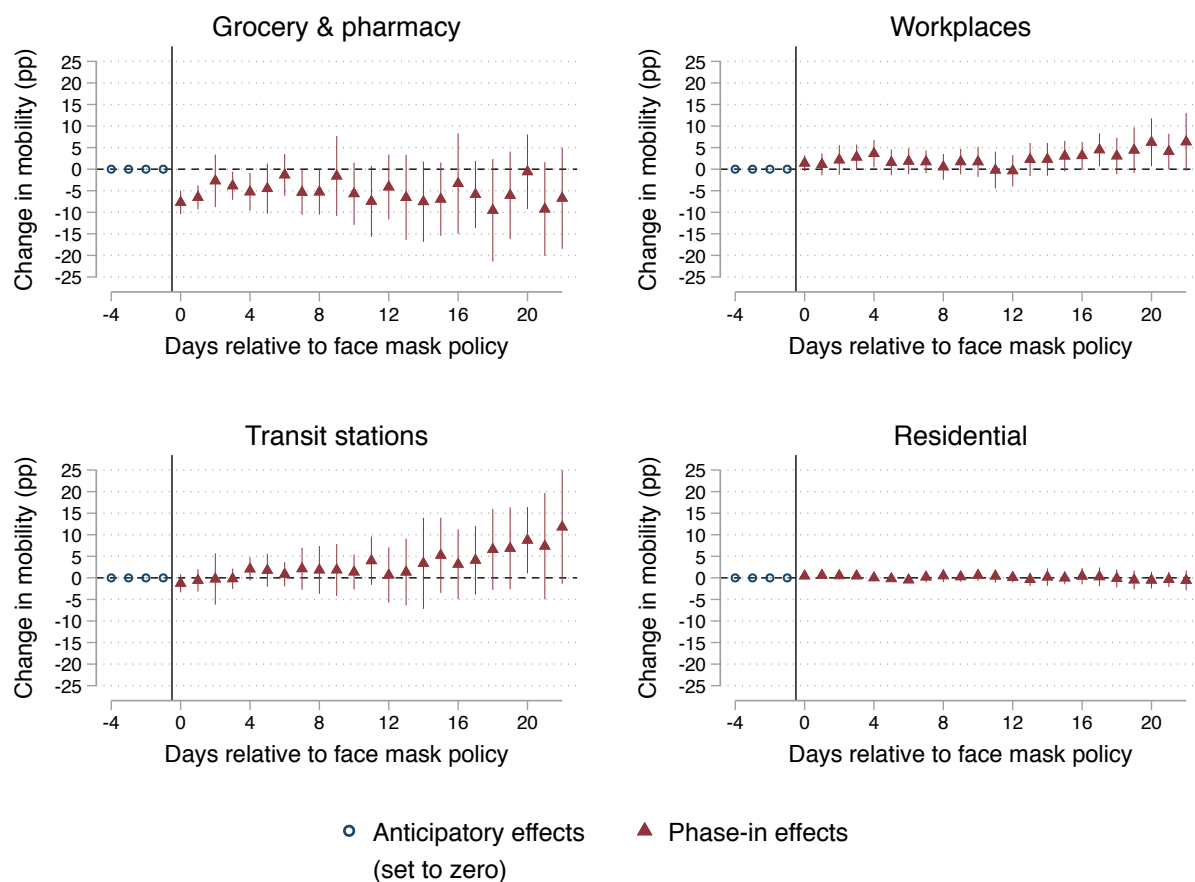 Grocery & pharmacy
Change in mobility (pp)
25
20
15
10
5
0
-5
-10
-15
-20
-25
-4 0 4 8 12 16 20
Days relative to face mask policy
Workplaces
Change in mobility (pp)
25
20
15
10
5
0
-5
-10
-15
-20
-25
-4 0 4 8 12 16 20
Days relative to face mask policy
Transit stations
Change in mobility (pp)
25
20
15
10
5
0
-5
-10
-15
-20
-25
-4 0 4 8 12 16 20
Days relative to face mask policy
Residential
Change in mobility (pp)
25
20
15
10
5
0
-5
-10
-15
-20
-25
-4 0 4 8 12 16 20
Days relative to face mask policy
Anticipatory effects
(set to zero)
Phase-in effects